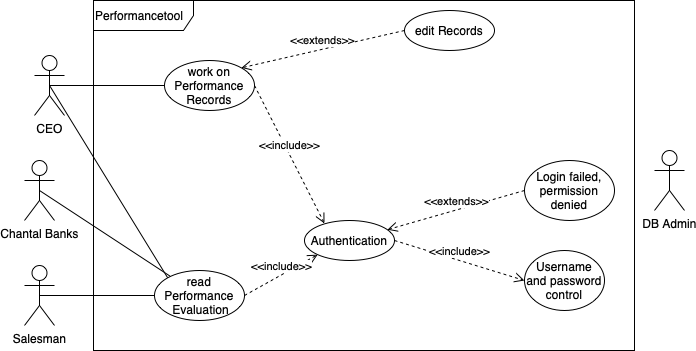 Performancetool
edit Records
<<extends>>
work on
Performance
Records
CEO
<<include>>
Login failed,
permission
denied
<<extends>>
Chantal Banks
DB Admin
Authentication
<<include>>
<<include>>
Username
and password
control
read
Performance
Evaluation
Salesman